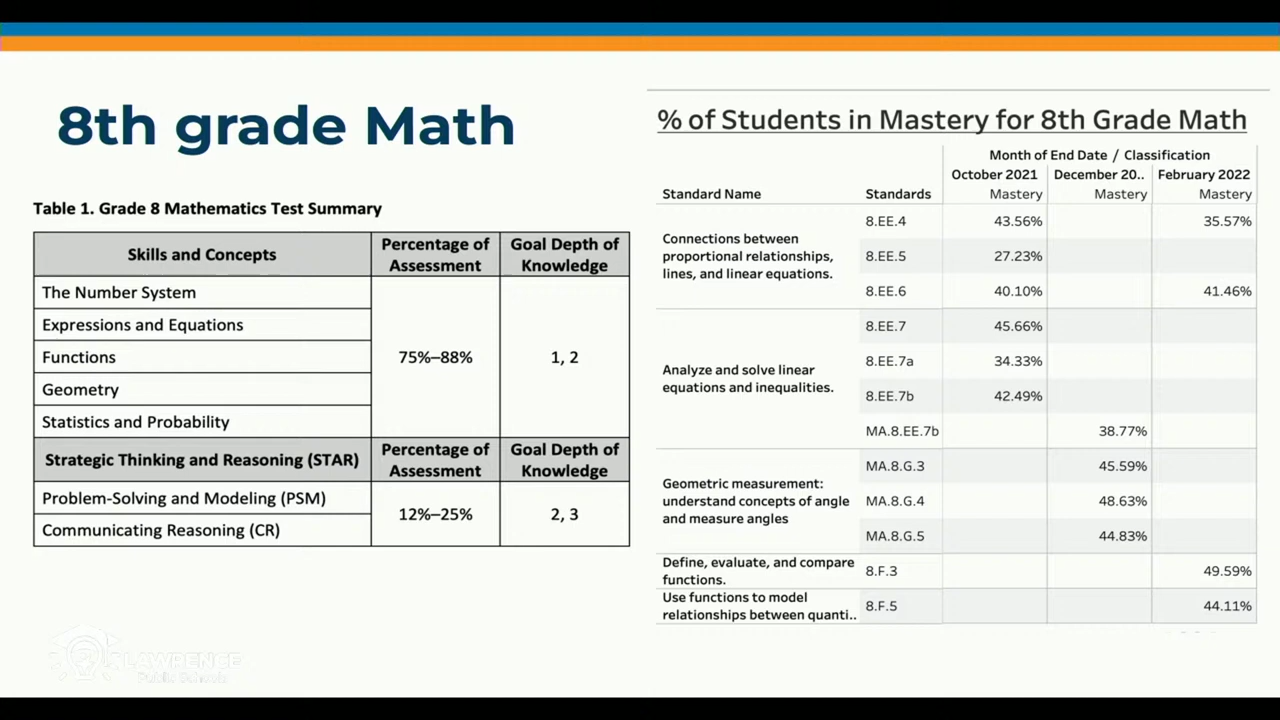 8th grade Math
Table 1. Grade 8 Mathematics Test Summary
Skills and Concepts
Percentage of
Assessment
Goal Depth of
Knowledge
The Number System
Expressions and Equations
Functions
Geometry
Statistics and Probability
75%–88%
1, 2
Strategic Thinking and Reasoning (STAR)
Percentage of
Assessment
Goal Depth of
Knowledge
Problem-Solving and Modeling (PSM)
Communicating Reasoning (CR)
12%–25%
2, 3
% of Students in Mastery for 8th Grade Math
Month of End Date / Classification
October 2021 December 20.. February 2022
Standard Name Standards Mastery Mastery Mastery
Connections between
proportional relationships,
lines, and linear equations.
8.EE.4 43.56% 35.57%
8.EE.5 27.23%
8.EE.6 40.10% 41.46%
Analyze and solve linear
equations and inequalities.
8.EE.7 45.66%
8.EE.7a 34.33%
8.EE.7b 42.49%
MA.8.EE.7b 38.77%
Geometric measurement:
understand concepts of angle
and measure angles
MA.8.G.3 45.59%
MA.8.G.4 48.63%
MA.8.G.5 44.83%
Define, evaluate, and compare
functions.
8.F.3 49.59%
Use functions to model
relationships between quanti..
8.F.5 44.11%
LAWRENCE
Public Schools